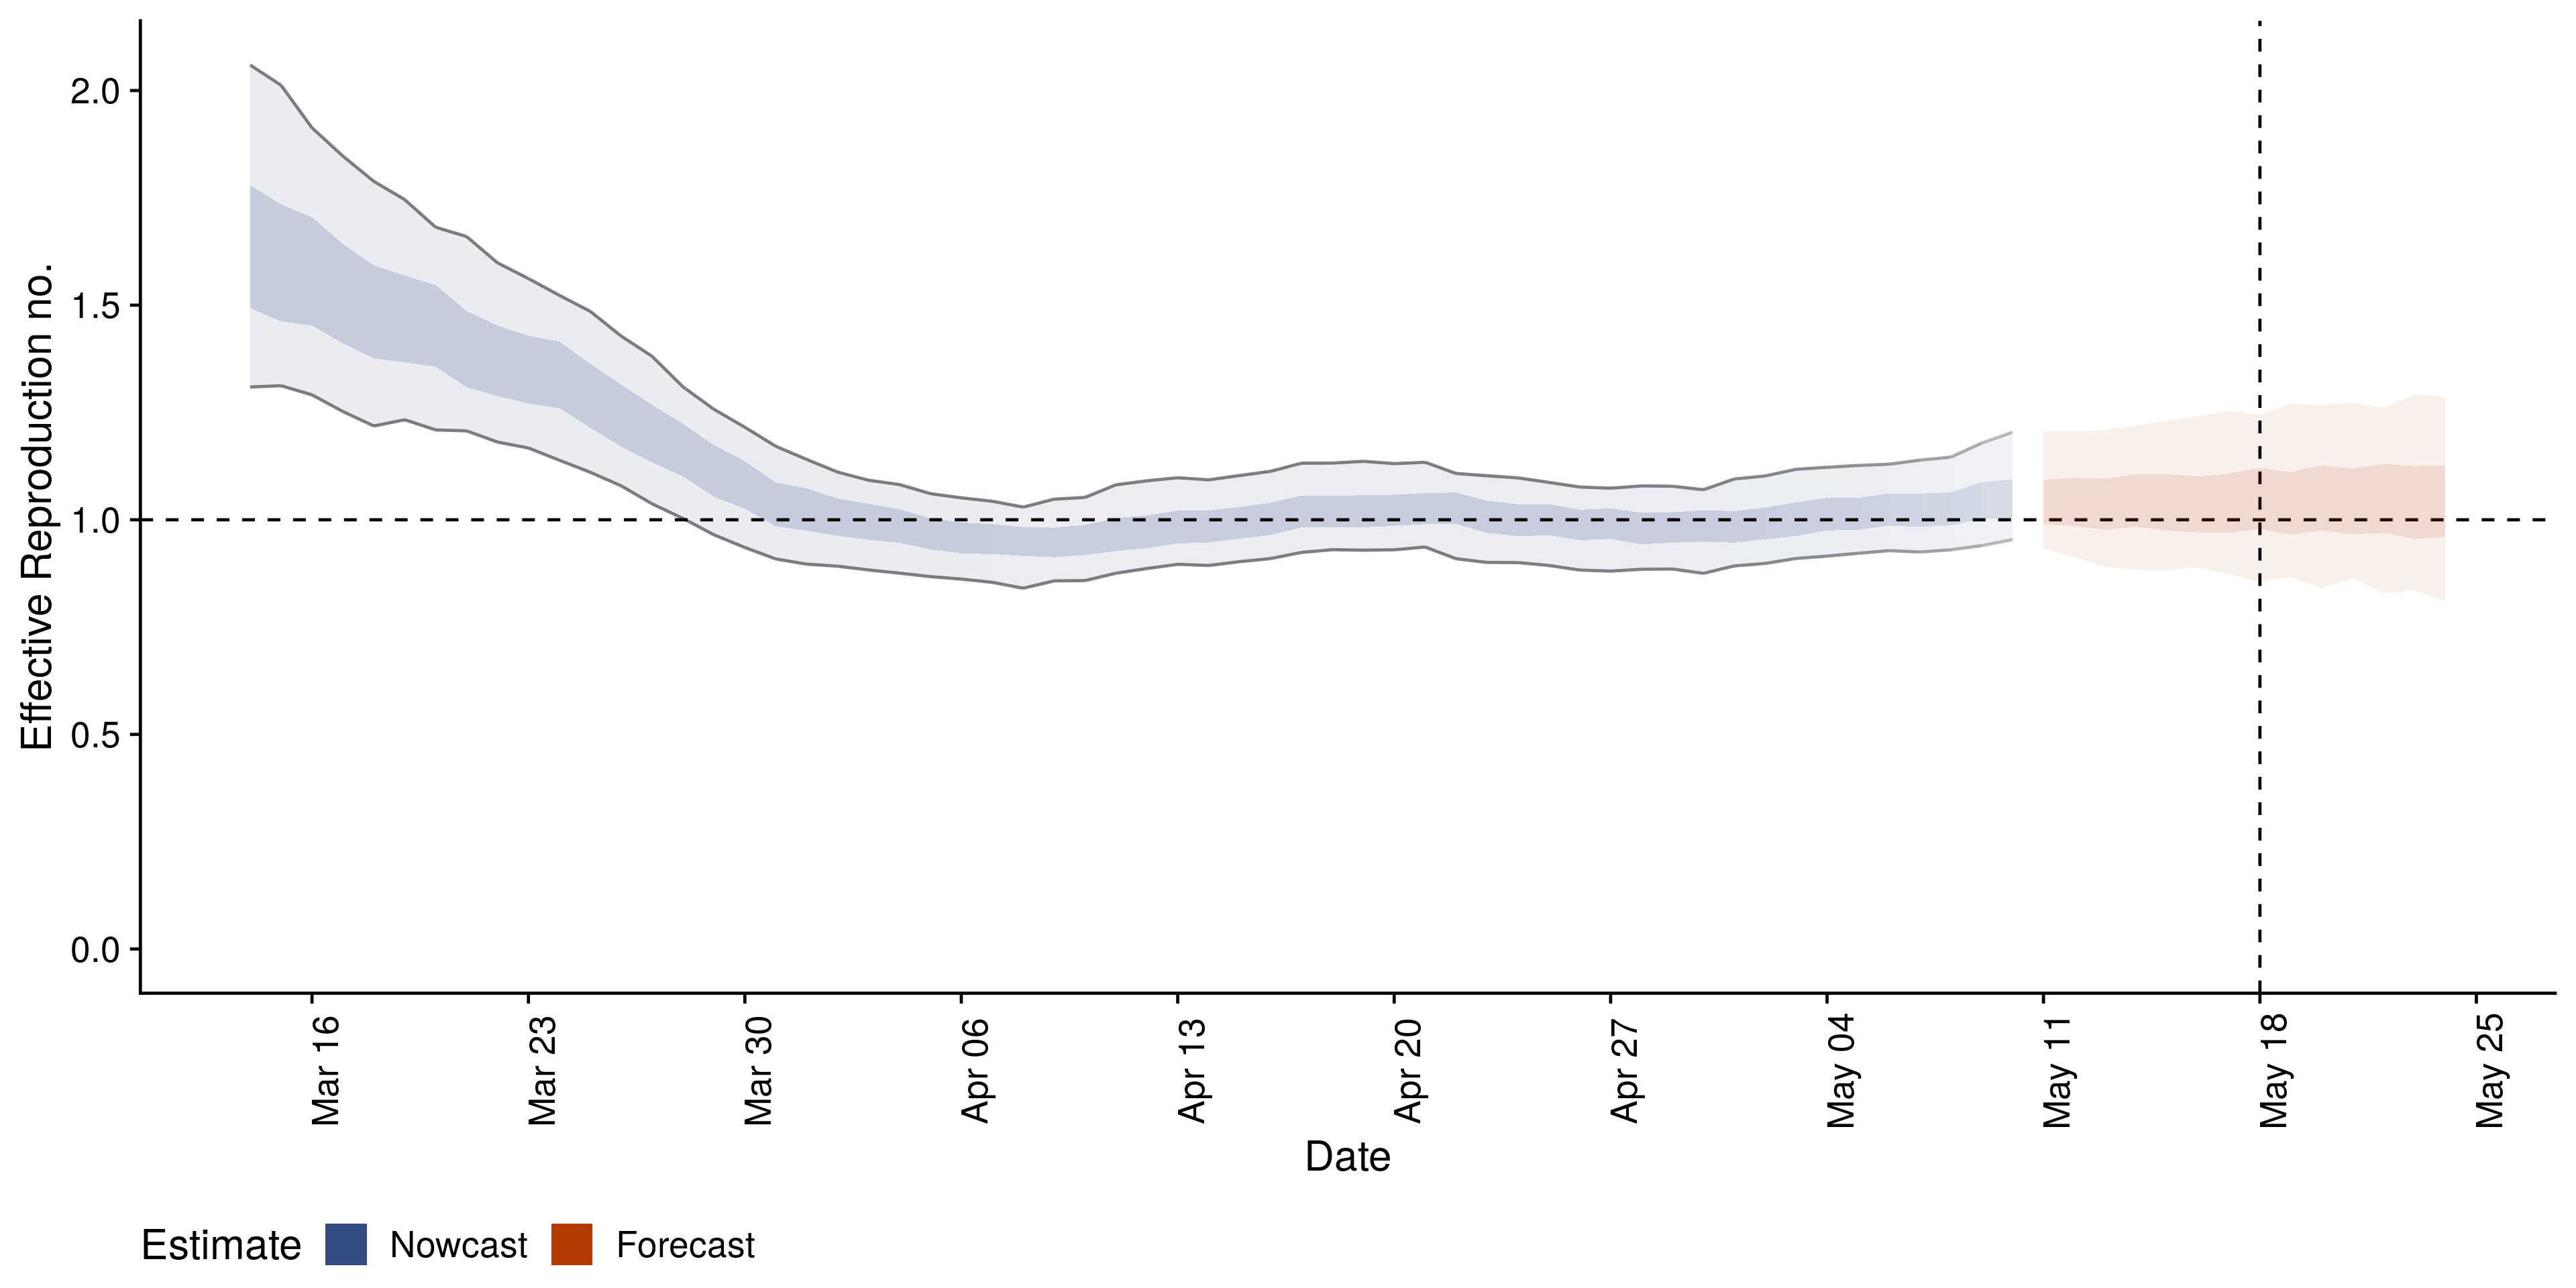 Effective Reproduction no.
2.0
1.5
1.0
0.5
0.0
Mar 16
Mar 23
Mar 30
Apr 06
Apr 13
Apr 20
Apr 27
May 04
May 11
May 18
May 25
Date
Estimate Nowcast Forecast